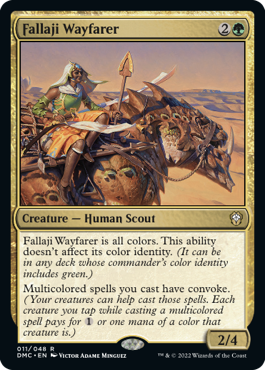 Fallaji Wayfarer 2
Creature — Human Scout
Fallaji Wayfarer is all colors. This ability
doesn't affect its color identity. (It can be
in any deck whose commander's color identity
includes green.)
Multicolored spells you cast have convoke.
(Your creatures can help cast those spells. Each
creature you tap while casting a multicolored
spell pays for 1 or one mana of a color that
creature is.)
2/4
011/048 R
DMC • EN VICTOR ADAME MINGUEZ ™ & © 2022 Wizards of the Coast